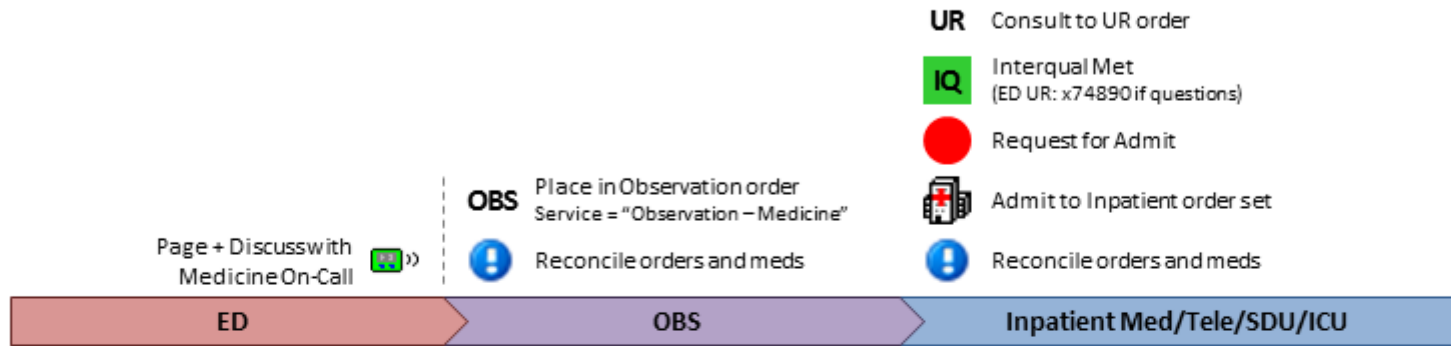 UR Consult to UR order
IQ Interqual Met
(ED UR: x74890 if questions)
Request for Admit
OBS Place in Observation order
Service = "Observation – Medicine"
Admit to Inpatient order set
Page + Discusswith
Medicine On-Call
Reconcile orders and meds
Reconcile orders and meds
ED
OBS
Inpatient Med/Tele/SDU/ICU